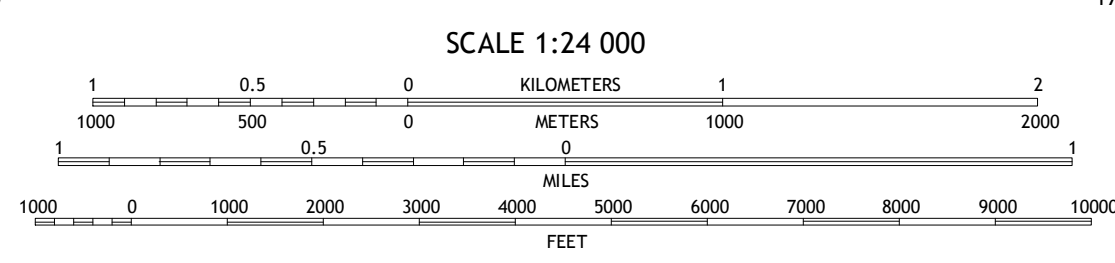 SCALE 1:24 000
1 0.5 0 KILOMETERS 1 2
1000 500 0 METERS 1000 2000
1 0.5 0 1
MILES
1000 0 1000 2000 3000 4000 5000 6000 7000 8000 9000 10000
FEET